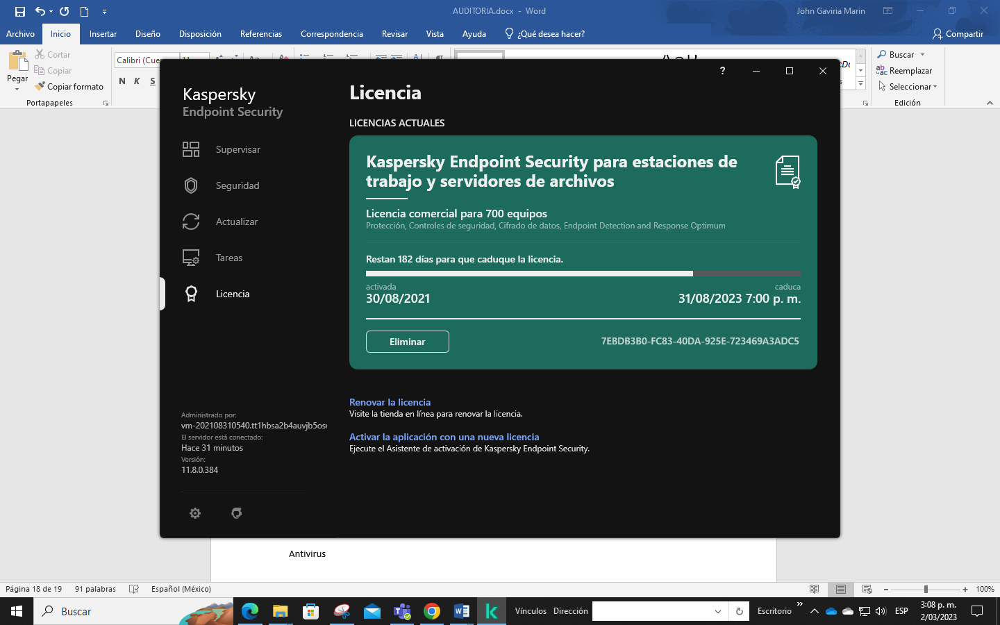 AUDITORIA.docx - Word
John Gaviria Marin
Archivo Inicio Insertar Diseño Disposición Referencias Correspondencia Revisar Vista Ayuda ¿Qué desea hacer? Compartir
Pegar
Cortar
Copiar
Copiar formato
Portapapeles
Calibri (Cue
N K S
Buscar
Reemplazar
Seleccionar
Edición
Kaspersky
Endpoint Security
Supervisar
Seguridad
Actualizar
Tareas
Licencia
Administrado por:
vm-202108310540.tt1hbsa2b4auvjb5os
El servidor está conectado:
Hace 31 minutos
Versión:
11.8.0.384
?
Licencia
LICENCIAS ACTUALES
Kaspersky Endpoint Security para estaciones de
trabajo y servidores de archivos
Licencia comercial para 700 equipos
Protección, Controles de seguridad, Cifrado de datos, Endpoint Detection and Response Optimum
Restan 182 días para que caduque la licencia.
activada caduca
30/08/2021 31/08/2023 7:00 p. m.
Eliminar 7EBDB3B0-FC83-40DA-925E-723469A3ADC5
Renovar la licencia
Visite la tienda en línea para renovar la licencia.
Activar la aplicación con una nueva licencia
Ejecute el Asistente de activación de Kaspersky Endpoint Security.
Antivirus
Página 18 de 19 91 palabras Español (México) 100%
Buscar
Vínculos Dirección Escritorio ESP
3:08 p. m.
2/03/2023